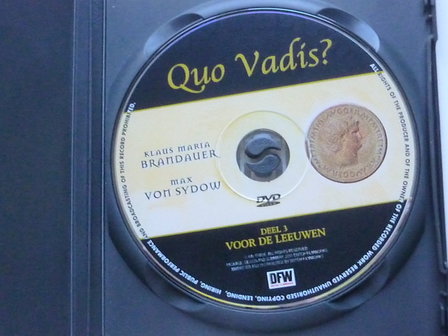 Quo Vadis?
KLAUS MARIA
BRANDAUER
MAX
VON SYDOW
DVD
DEEL 3
VOOR DE LEEUWEN
DFW
ALL RIGHTS OF THE PRODUCER AND OF THE OWNER OF THE RECORDED WORK RESERVED UNAUTHORISED COPYING, LENDING, HIRING, PUBLIC PERFORMANCE AND BROADCASTING OF THIS RECORD PROHIBITED.